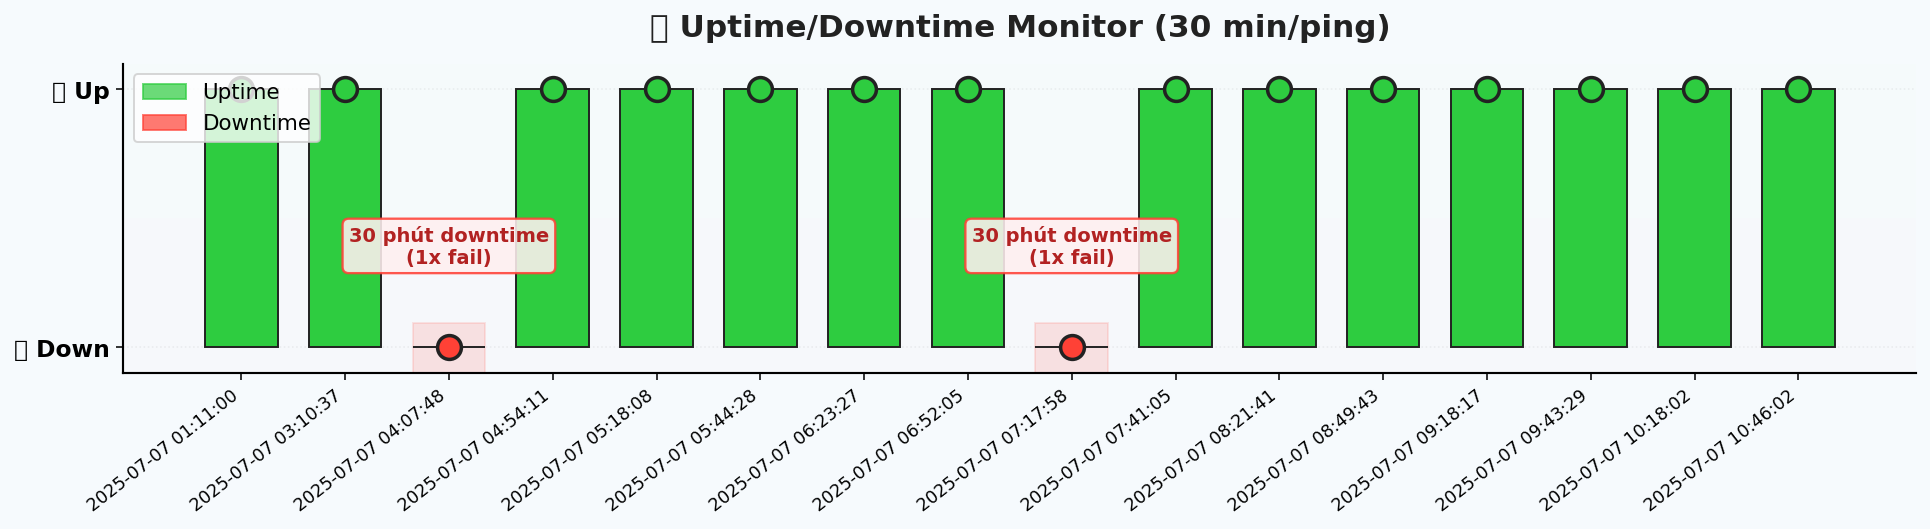 Uptime/Downtime Monitor (30 min/ping)
Up
Uptime
Downtime
30 phút downtime
(1x fail)
30 phút downtime
(1x fail)
Down
2025-07-07 01:11:00
2025-07-07 03:10:37
2025-07-07 04:07:48
2025-07-07 04:54:11
2025-07-07 05:18:08
2025-07-07 05:44:28
2025-07-07 06:23:27
2025-07-07 06:52:05
2025-07-07 07:17:58
2025-07-07 07:41:05
2025-07-07 08:21:41
2025-07-07 08:49:43
2025-07-07 09:18:17
2025-07-07 09:43:29
2025-07-07 10:18:02
2025-07-07 10:46:02